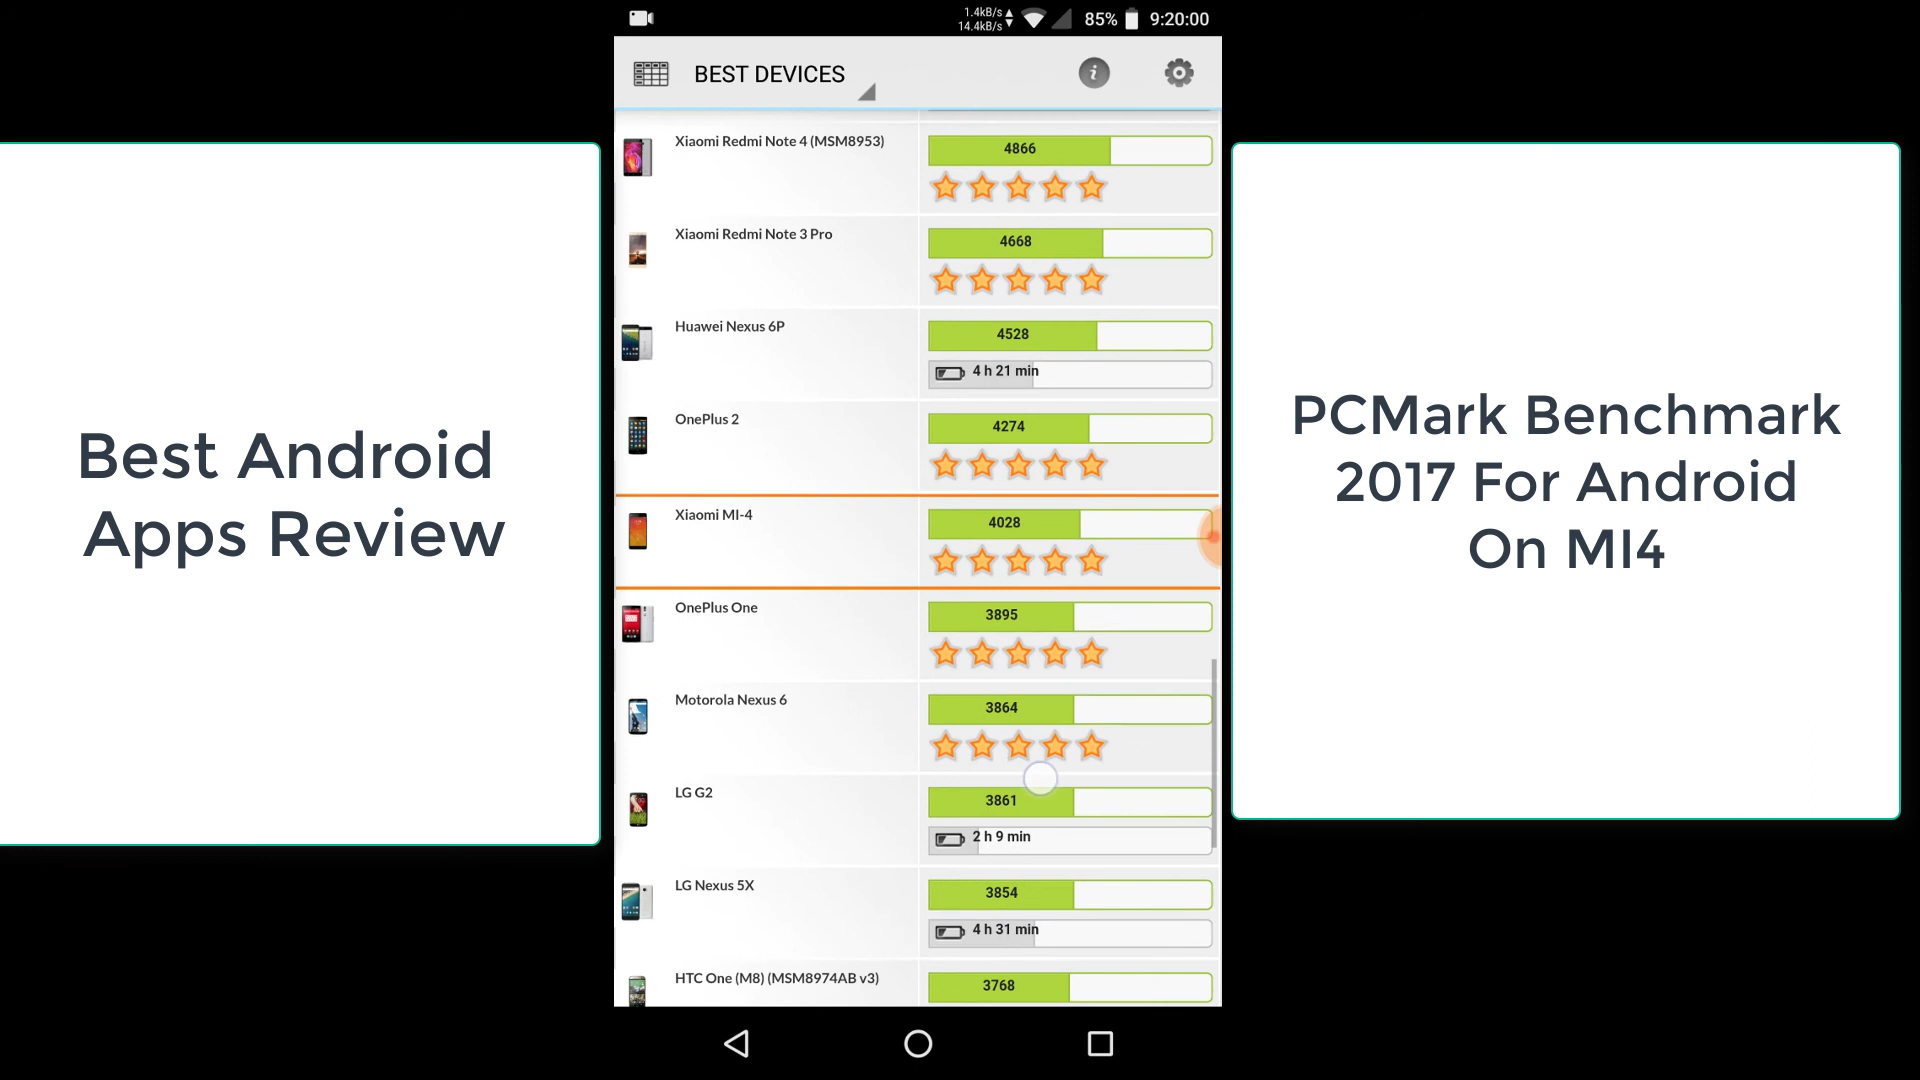 1.4kB/s
14.4kB/s
85%
9:20:00
BEST DEVICES
Best Android
Apps Review
Xiaomi Redmi Note 4 (MSM8953)
4866
Xiaomi Redmi Note 3 Pro
4668
Huawei Nexus 6P
4528
4 h 21 min
OnePlus 2
4274
Xiaomi MI-4
4028
OnePlus One
3895
Motorola Nexus 6
3864
LG G2
3861
2 h 9 min
LG Nexus 5X
3854
4 h 31 min
HTC One (M8) (MSM8974AB v3)
3768
PCMark Benchmark
2017 For Android
On MI4